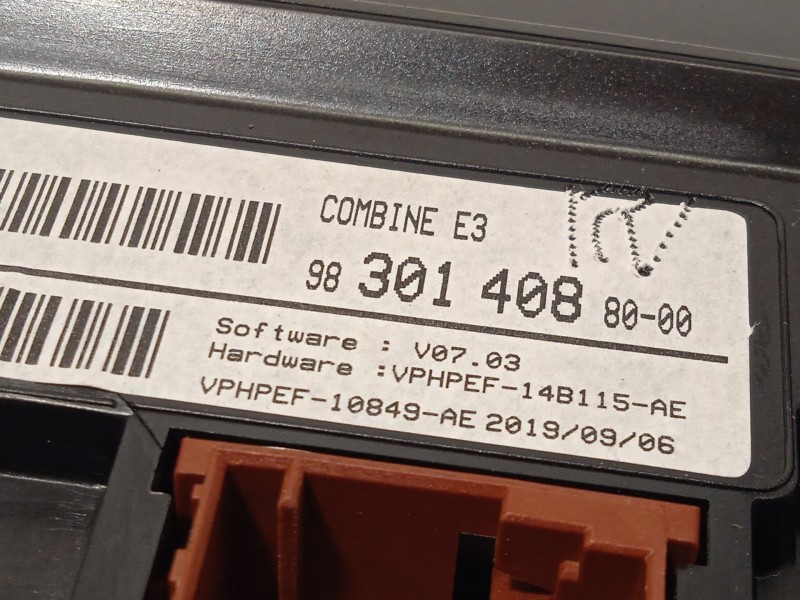 COMBINE E3
98 301 408 80-00
Software : V07.03
Hardware :VPHPEF-14B115-AE
VPHPEF-10849-AE 2019/09/06